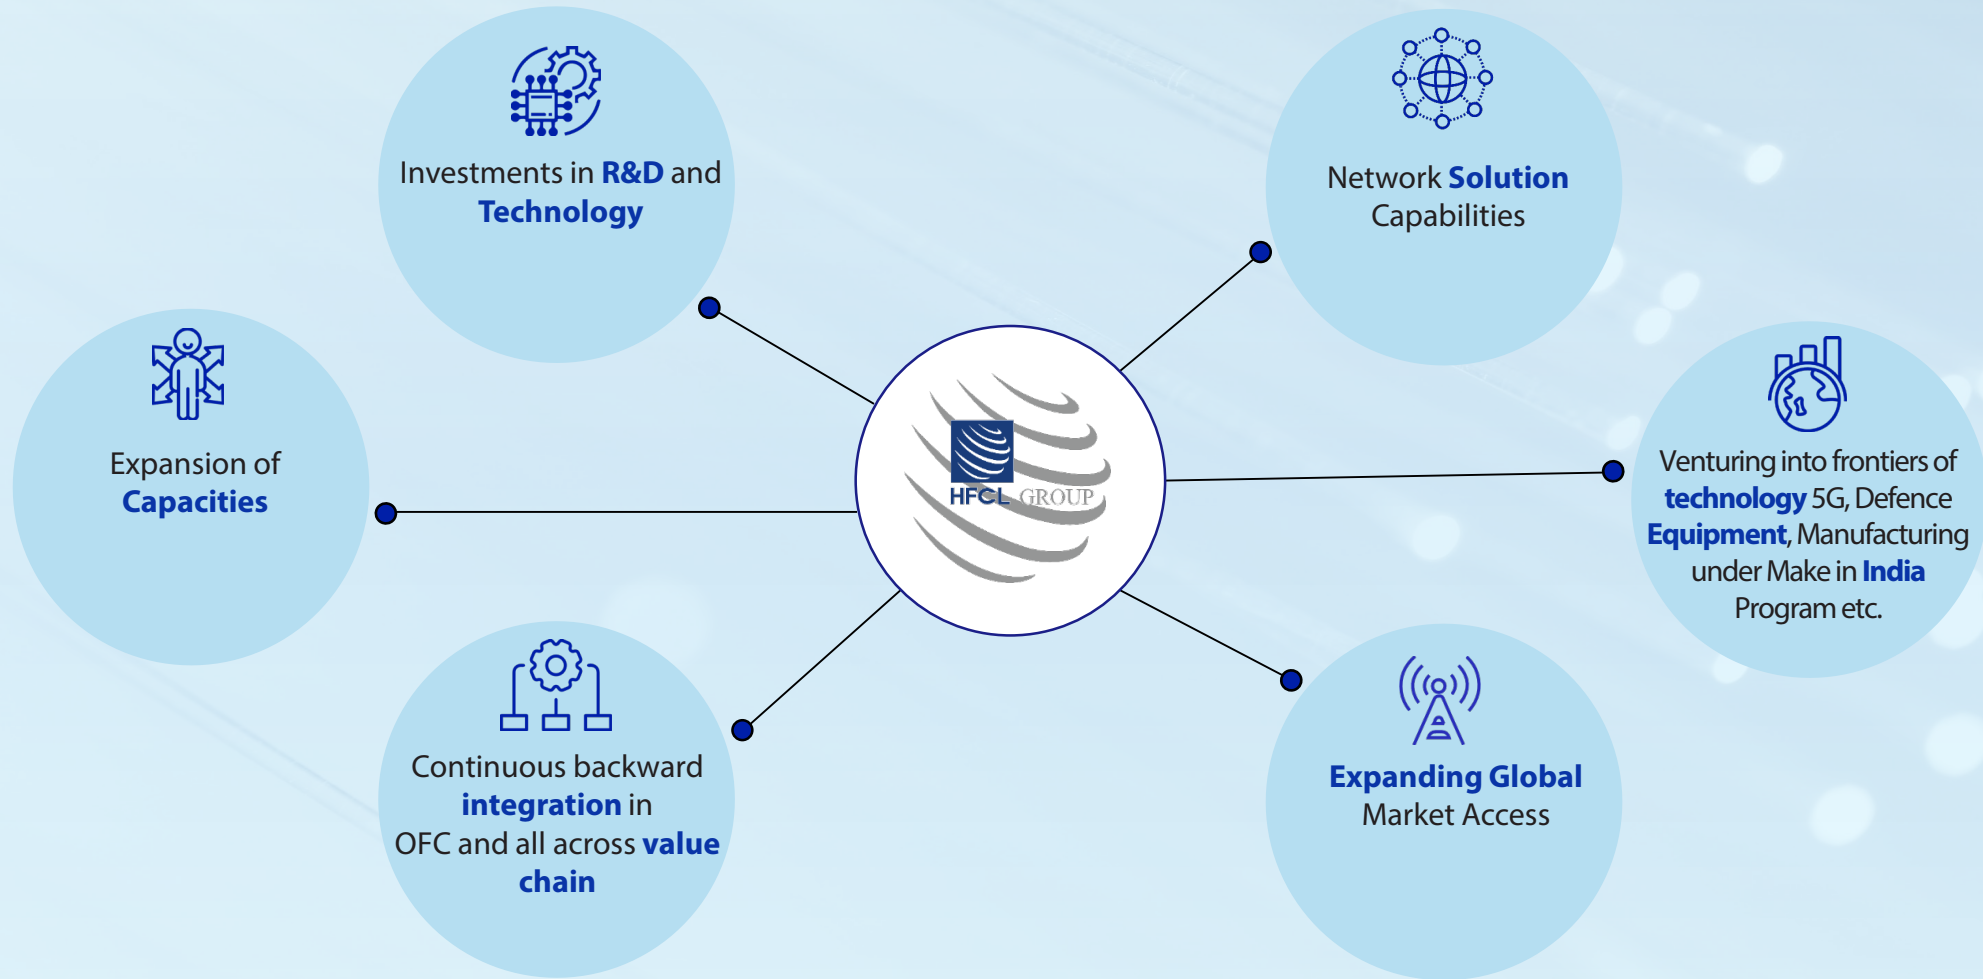 Investments in R&D and
Technology
Network Solution
Capabilities
Expansion of
Capacities
HFCL GROUP
Venturing into frontiers of
technology 5G, Defence
Equipment, Manufacturing
under Make in India
Program etc.
Continuous backward
integration in
OFC and all across value
chain
Expanding Global
Market Access